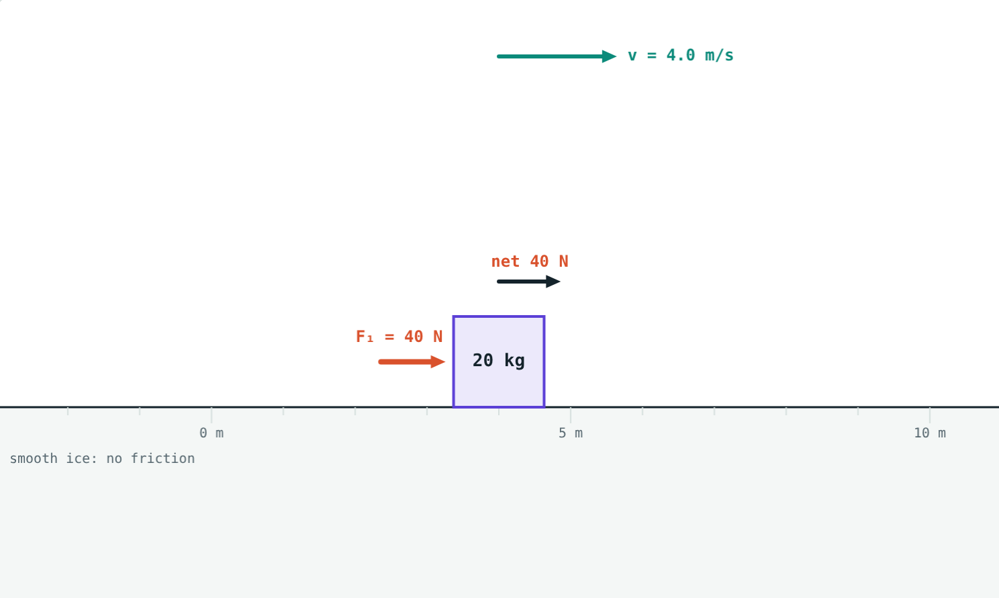 v = 4.0 m/s
net 40 N
F₁ = 40 N
20 kg
0 m
5 m
10 m
smooth ice: no friction